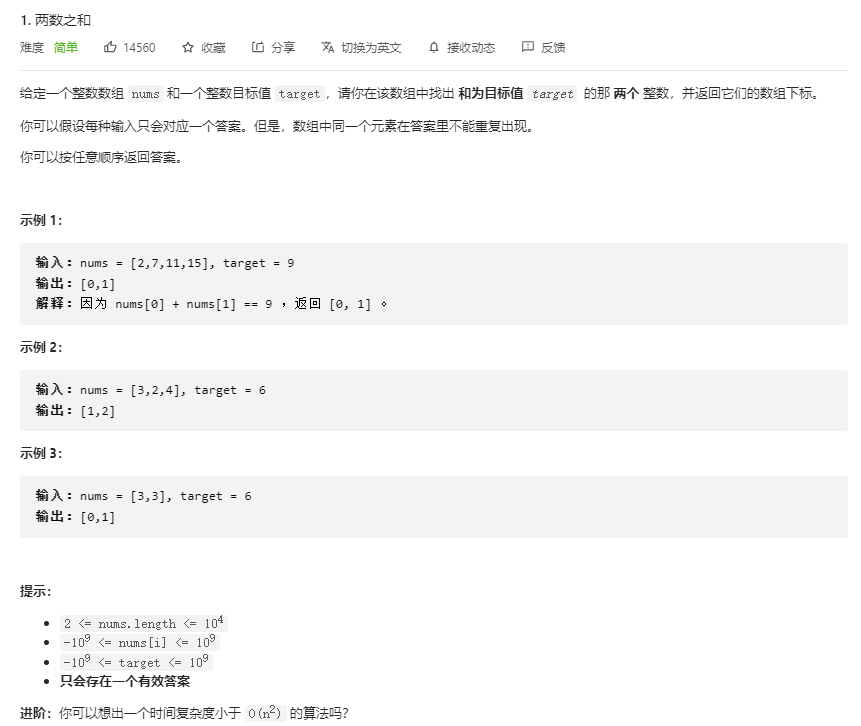 1. 两数之和
难度 简单 14560 收藏 分享 切换为英文 接收动态 反馈
给定一个整数数组 nums 和一个整数目标值 target，请你在该数组中找出 和为目标值 target 的那 两个 整数，并返回它们的数组下标。
你可以假设每种输入只会对应一个答案。但是，数组中同一个元素在答案里不能重复出现。
你可以按任意顺序返回答案。
示例 1：
输入：nums = [2,7,11,15], target = 9
输出：[0,1]
解释：因为 nums[0] + nums[1] == 9 ，返回 [0, 1] 。
示例 2：
输入：nums = [3,2,4], target = 6
输出：[1,2]
示例 3：
输入：nums = [3,3], target = 6
输出：[0,1]
提示：
• 2 <= nums.length <= 10⁴
• -10⁹ <= nums[i] <= 10⁹
• -10⁹ <= target <= 10⁹
• 只会存在一个有效答案
进阶：你可以想出一个时间复杂度小于 O(n²) 的算法吗？